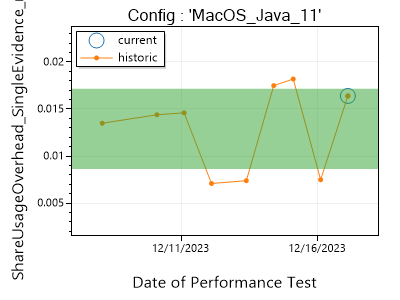 Config : 'MacOS_Java_11'
current
historic
0.02
0.015
0.01
0.005
ShareUsageOverhead_SingleEvidence_
12/11/2023
12/16/2023
Date of Performance Test